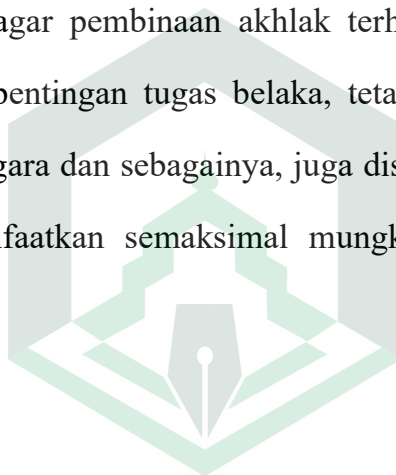 agar pembinaan akhlak terh
pentingan tugas belaka, teta
gara dan sebagainya, juga dis
faatkan semaksimal mungk